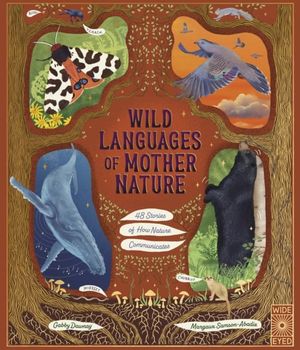 WILD
LANGUAGES
OF MOTHER
NATURE
48 Stories
of How Nature
Communicates
Gabby Dawnay
Margaux Samson-Abadie
WIDE
EYED